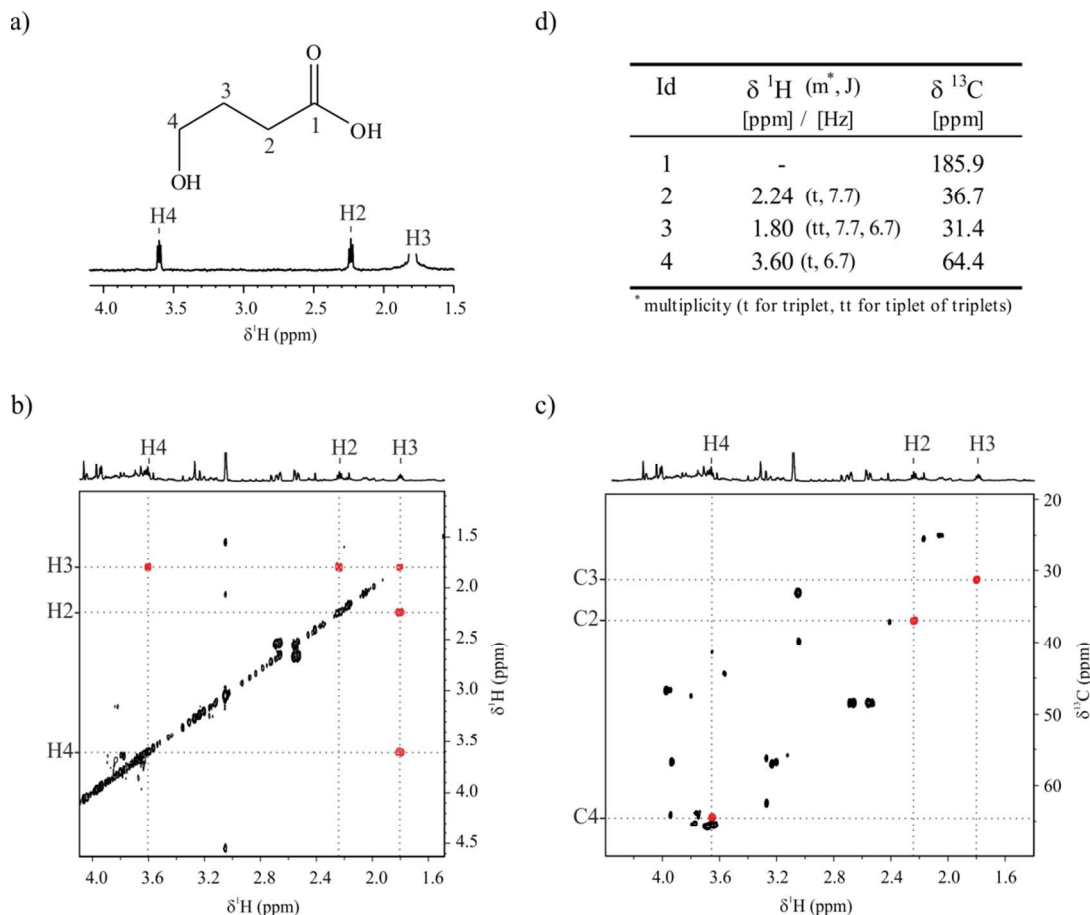 a)
O
3
4
2
1
OH
OH
H4
H2
H3
4.0 3.5 3.0 2.5 2.0 1.5
δ¹H (ppm)
d)
Id δ ¹H (m*, J) δ ¹³C
[ppm] / [Hz] [ppm]
1 - 185.9
2 2.24 (t, 7.7) 36.7
3 1.80 (tt, 7.7, 6.7) 31.4
4 3.60 (t, 6.7) 64.4
* multiplicity (t for triplet, tt for tiplet of triplets)
b)
H4 H2 H3
H3
H2
H4
1.5
2.0
2.5
3.0
3.5
4.0
4.5
δ¹H (ppm)
4.0 3.6 3.2 2.8 2.4 2.0 1.6
δ¹H (ppm)
c)
H4 H2 H3
C3
C2
C4
20
30
40
50
60
δ¹³C (ppm)
4.0 3.6 3.2 2.8 2.4 2.0 1.6
δ¹H (ppm)